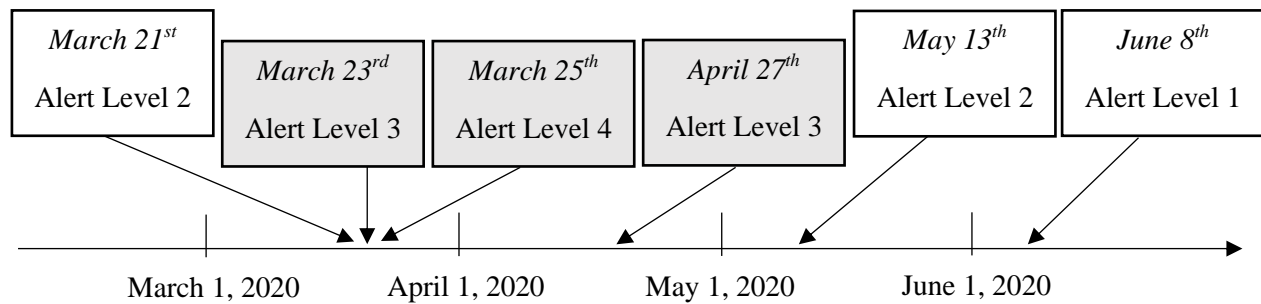 March 21st
Alert Level 2
March 23rd
Alert Level 3
March 25th
Alert Level 4
April 27th
Alert Level 3
May 13th
Alert Level 2
June 8th
Alert Level 1
March 1, 2020
April 1, 2020
May 1, 2020
June 1, 2020